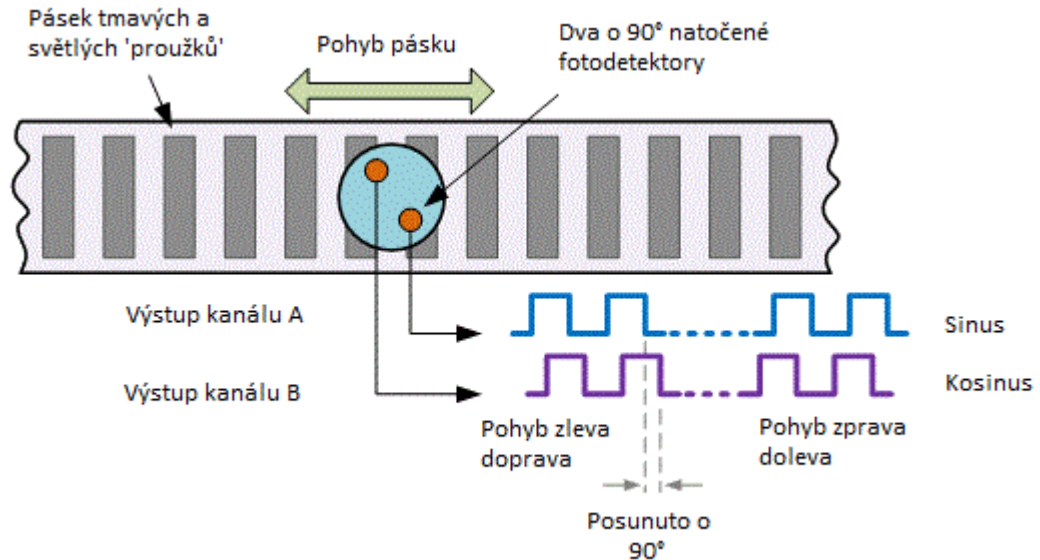 Pásek tmavých a
světlých 'proužků'
Pohyb pásku
Dva o 90° natočené
fotodetektory
Výstup kanálu A
Sinus
Výstup kanálu B
Kosinus
Pohyb zleva
doprava
Pohyb zprava
doleva
Posunuto o
90°